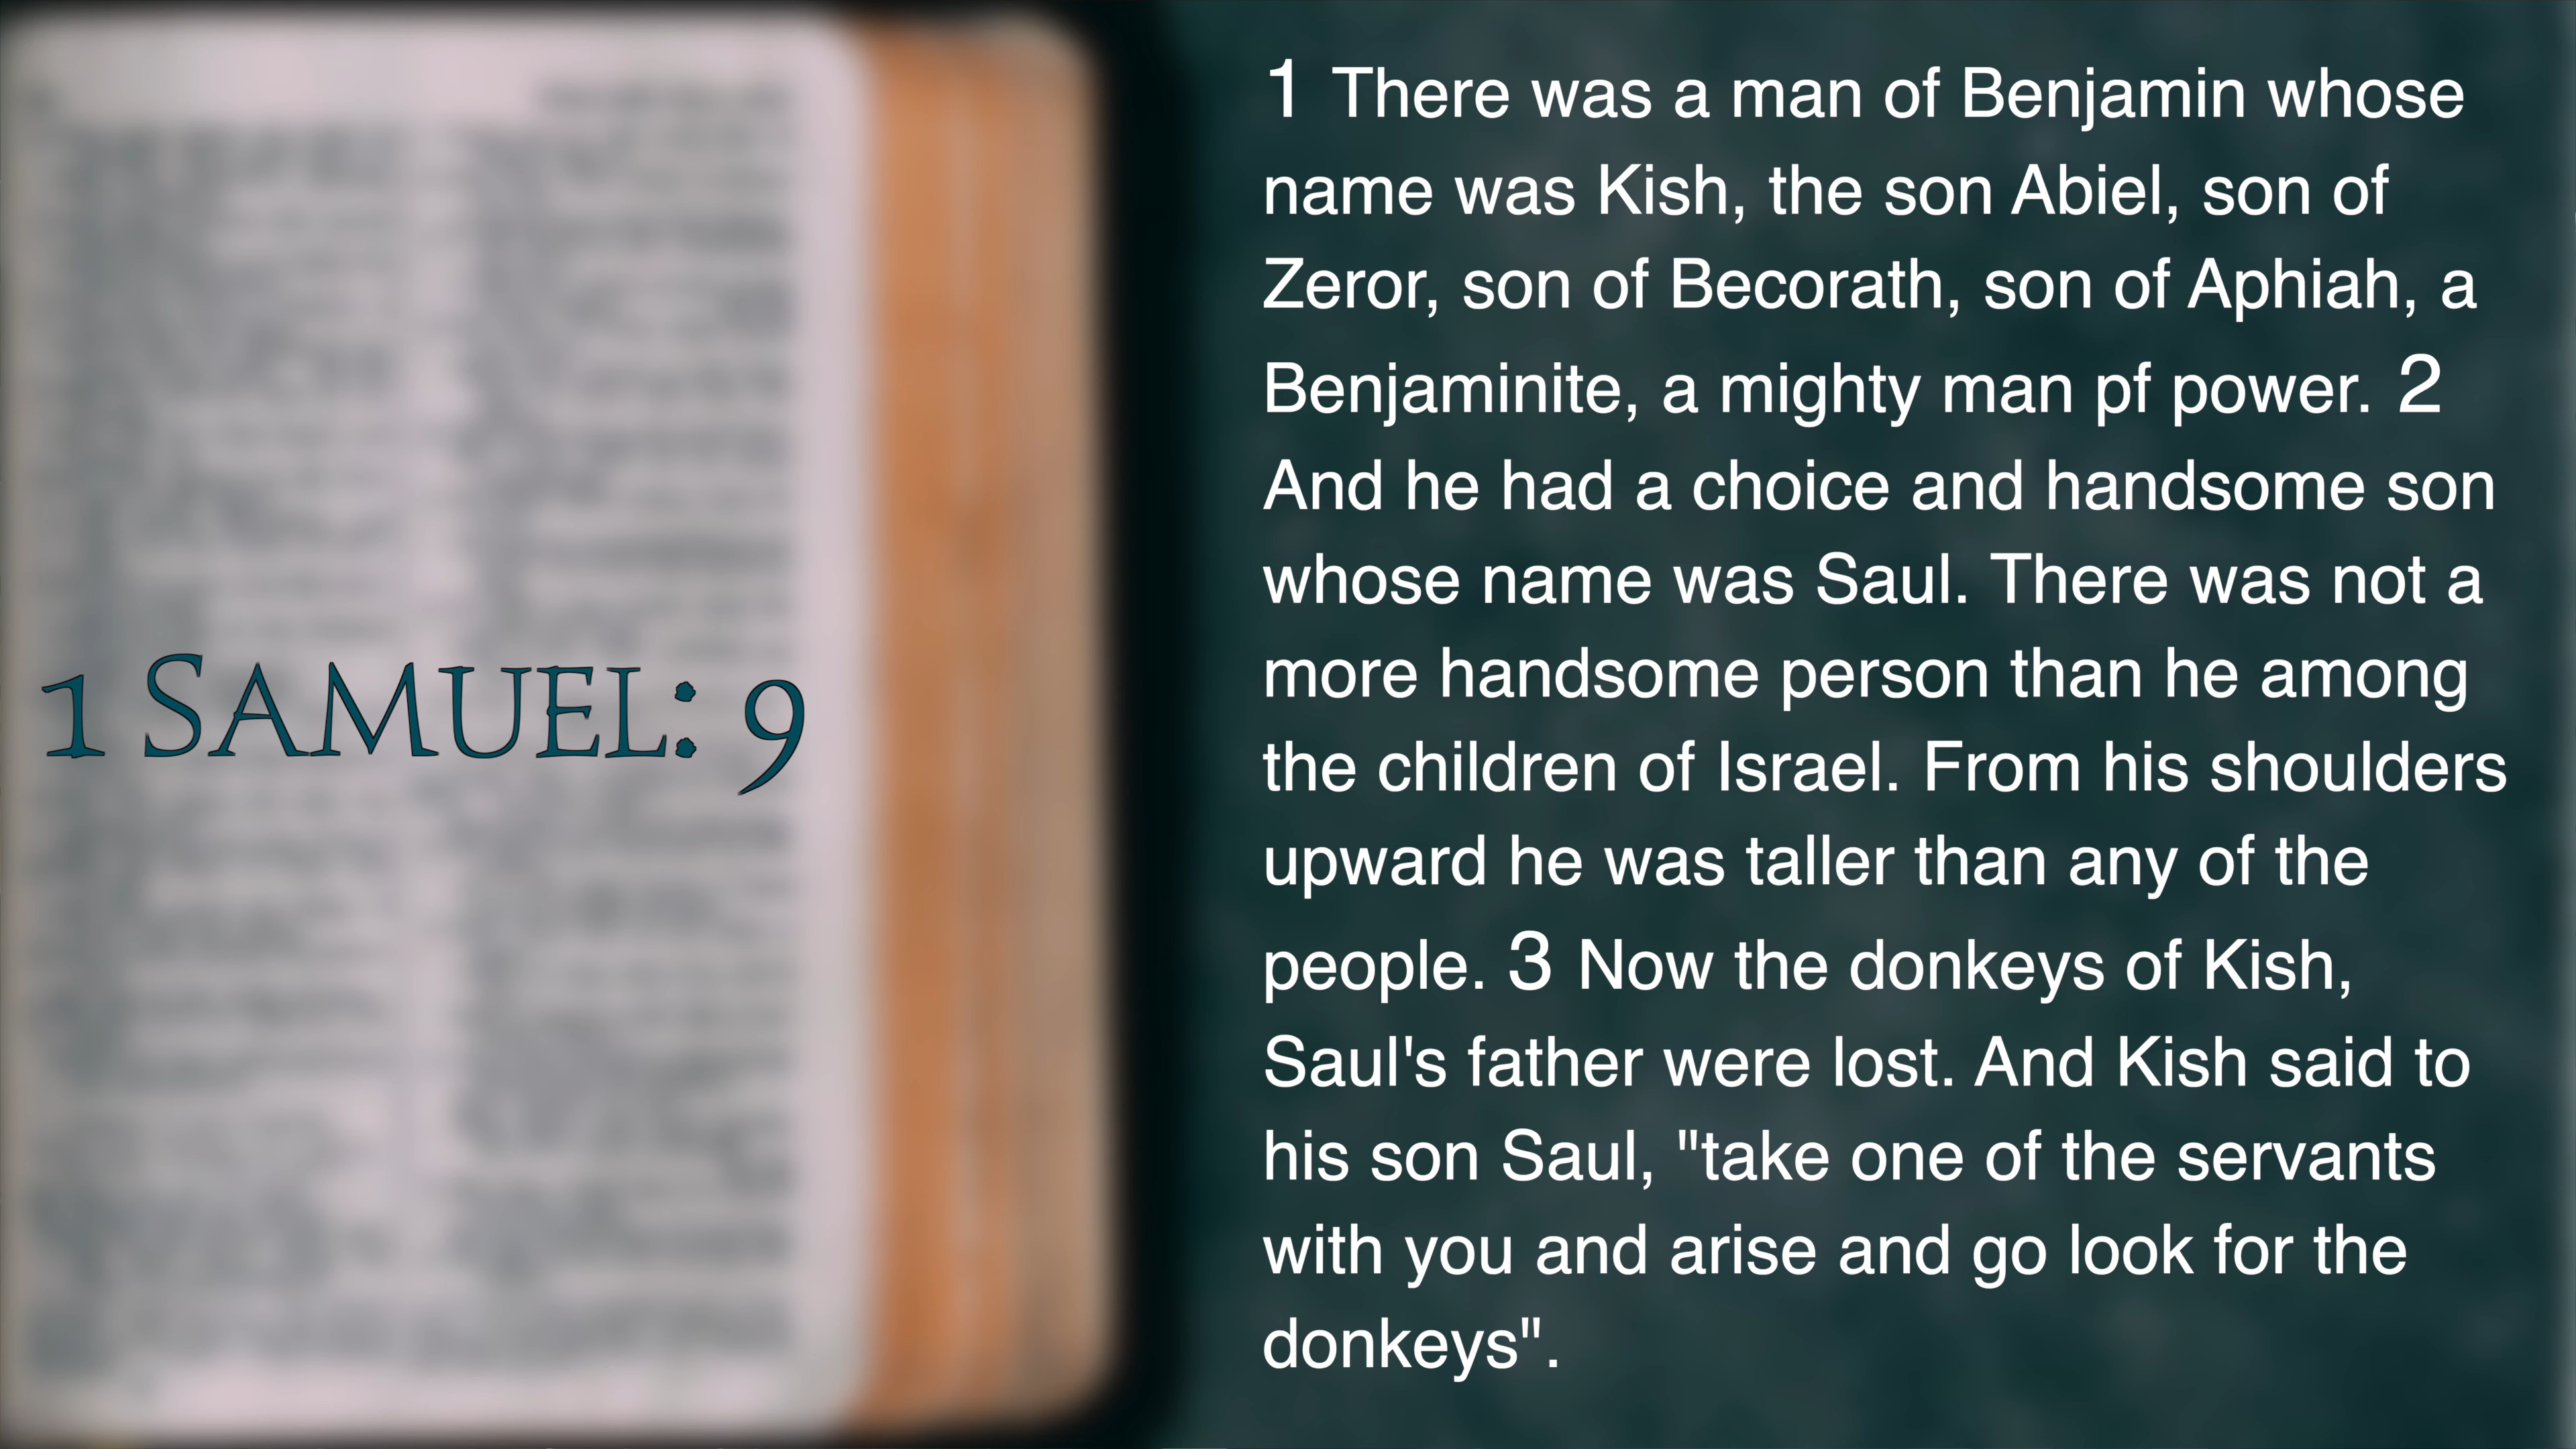 1 SAMUEL: 9
1 There was a man of Benjamin whose
name was Kish, the son Abiel, son of
Zeror, son of Becorath, son of Aphiah, a
Benjaminite, a mighty man pf power. 2
And he had a choice and handsome son
whose name was Saul. There was not a
more handsome person than he among
the children of Israel. From his shoulders
upward he was taller than any of the
people. 3 Now the donkeys of Kish,
Saul's father were lost. And Kish said to
his son Saul, "take one of the servants
with you and arise and go look for the
donkeys".